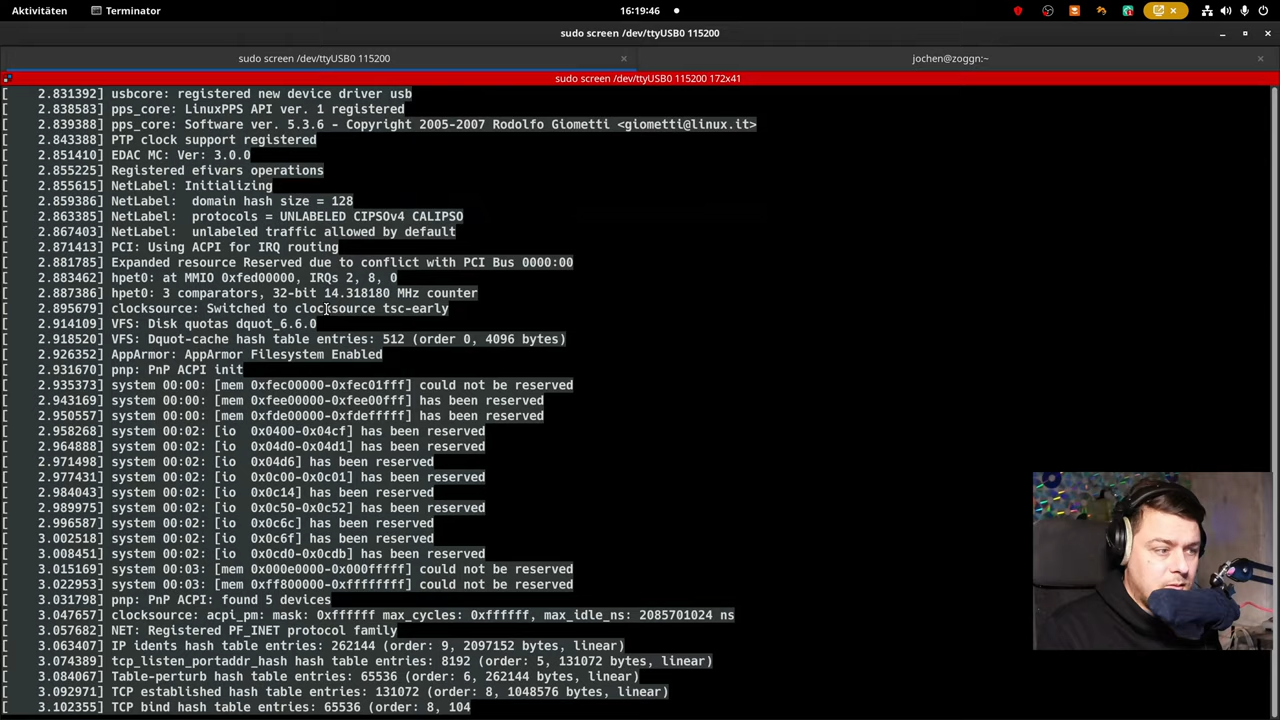 Aktivitäten
Terminator
16:19:46
sudo screen /dev/ttyUSB0 115200
sudo screen /dev/ttyUSB0 115200
jochen@zoggn:~
sudo screen /dev/ttyUSB0 115200 172x41
[    2.831392] usbcore: registered new device driver usb
[    2.838583] pps_core: LinuxPPS API ver. 1 registered
[    2.839388] pps_core: Software ver. 5.3.6 - Copyright 2005-2007 Rodolfo Giometti <giometti@linux.it>
[    2.843388] PTP clock support registered
[    2.851410] EDAC MC: Ver: 3.0.0
[    2.855225] Registered efivars operations
[    2.855615] NetLabel: Initializing
[    2.859386] NetLabel:  domain hash size = 128
[    2.863385] NetLabel:  protocols = UNLABELED CIPSOv4 CALIPSO
[    2.867403] NetLabel:  unlabeled traffic allowed by default
[    2.871413] PCI: Using ACPI for IRQ routing
[    2.881785] Expanded resource Reserved due to conflict with PCI Bus 0000:00
[    2.883462] hpet0: at MMIO 0xfed00000, IRQs 2, 8, 0
[    2.887386] hpet0: 3 comparators, 32-bit 14.318180 MHz counter
[    2.895679] clocksource: Switched to clocksource tsc-early
[    2.914109] VFS: Disk quotas dquot_6.6.0
[    2.918520] VFS: Dquot-cache hash table entries: 512 (order 0, 4096 bytes)
[    2.926352] AppArmor: AppArmor Filesystem Enabled
[    2.931670] pnp: PnP ACPI init
[    2.935373] system 00:00: [mem 0xfec00000-0xfec01fff] could not be reserved
[    2.943169] system 00:00: [mem 0xfee00000-0xfee00fff] has been reserved
[    2.950557] system 00:00: [mem 0xfde00000-0xfdefffff] has been reserved
[    2.958268] system 00:02: [io  0x0400-0x04cf] has been reserved
[    2.964888] system 00:02: [io  0x04d0-0x04d1] has been reserved
[    2.971498] system 00:02: [io  0x04d6] has been reserved
[    2.977431] system 00:02: [io  0x0c00-0x0c01] has been reserved
[    2.984043] system 00:02: [io  0x0c14] has been reserved
[    2.989975] system 00:02: [io  0x0c50-0x0c52] has been reserved
[    2.996587] system 00:02: [io  0x0c6c] has been reserved
[    3.002518] system 00:02: [io  0x0c6f] has been reserved
[    3.008451] system 00:02: [io  0x0cd0-0x0cdb] has been reserved
[    3.015169] system 00:03: [mem 0x000e0000-0x000fffff] could not be reserved
[    3.022953] system 00:03: [mem 0xff800000-0xffffffff] could not be reserved
[    3.031798] pnp: PnP ACPI: found 5 devices
[    3.047657] clocksource: acpi_pm: mask: 0xffffff max_cycles: 0xffffff, max_idle_ns: 2085701024 ns
[    3.057682] NET: Registered PF_INET protocol family
[    3.063407] IP idents hash table entries: 262144 (order: 9, 2097152 bytes, linear)
[    3.074389] tcp_listen_portaddr_hash hash table entries: 8192 (order: 5, 131072 bytes, linear)
[    3.084067] Table-perturb hash table entries: 65536 (order: 6, 262144 bytes, linear)
[    3.092971] TCP established hash table entries: 131072 (order: 8, 1048576 bytes, linear)
[    3.102355] TCP bind hash table entries: 65536 (order: 8, 104